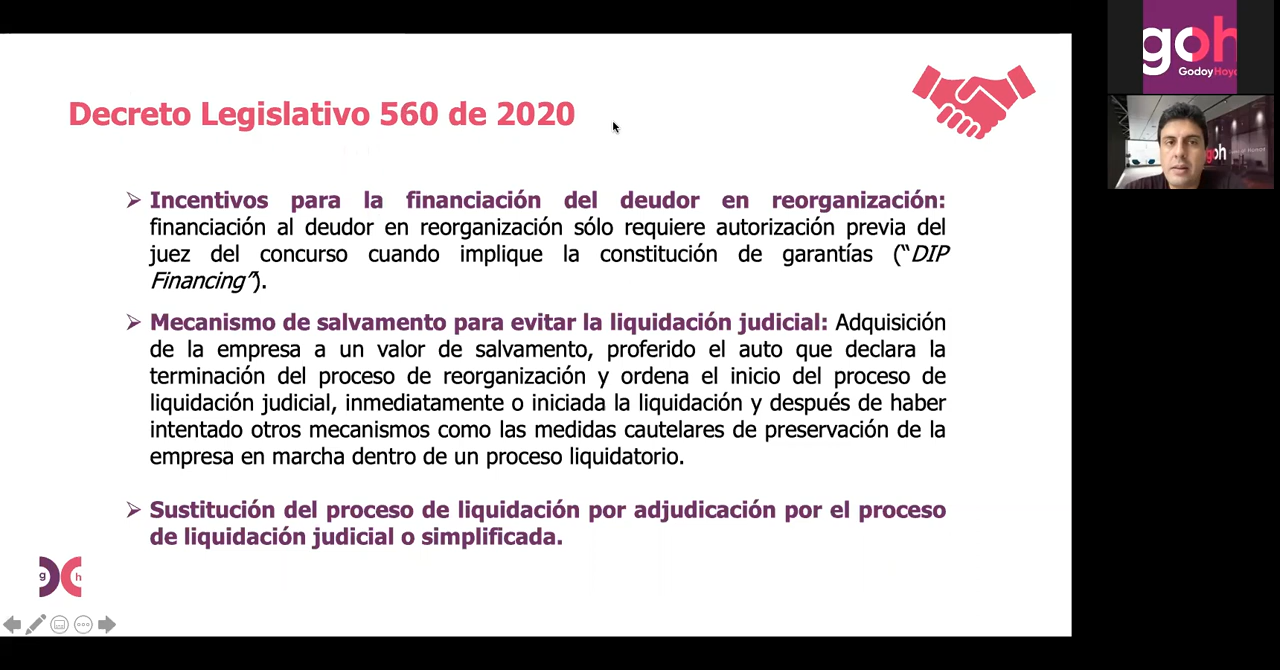 Decreto Legislativo 560 de 2020
Incentivos para la financiación del deudor en reorganización:
financiación al deudor en reorganización sólo requiere autorización previa del
juez del concurso cuando implique la constitución de garantías (“DIP
Financing”).
Mecanismo de salvamento para evitar la liquidación judicial: Adquisición
de la empresa a un valor de salvamento, proferido el auto que declara la
terminación del proceso de reorganización y ordena el inicio del proceso de
liquidación judicial, inmediatamente o iniciada la liquidación y después de haber
intentado otros mecanismos como las medidas cautelares de preservación de la
empresa en marcha dentro de un proceso liquidatorio.
Sustitución del proceso de liquidación por adjudicación por el proceso
de liquidación judicial o simplificada.
g h
goh
GodoyHoyo
goh